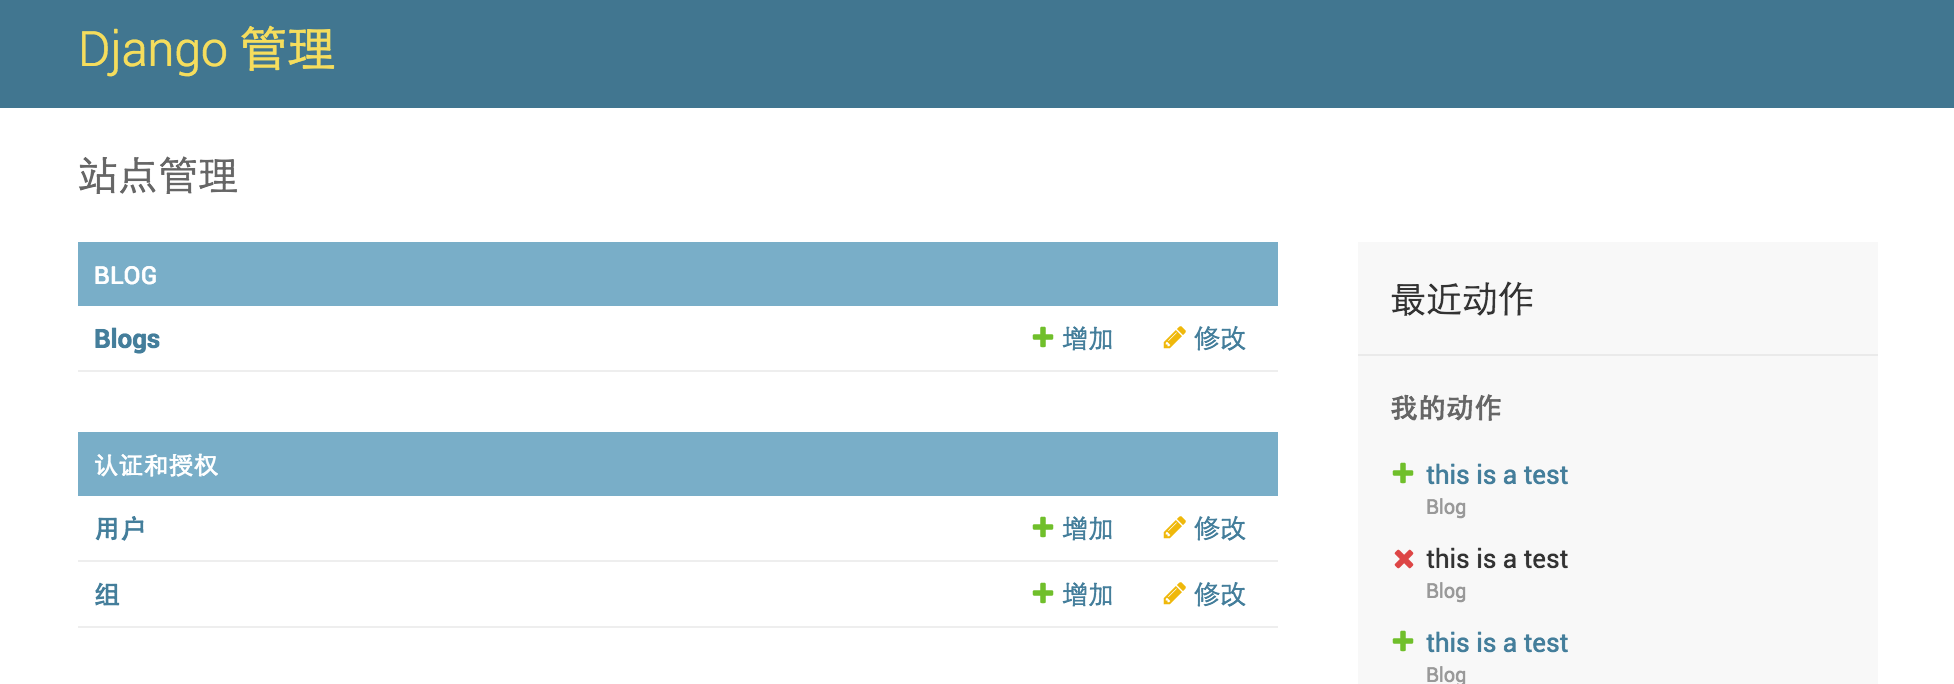 Django 管理
站点管理
BLOG
Blogs 增加 修改
认证和授权
用户 增加 修改
组 增加 修改
最近动作
我的动作
this is a test
Blog
this is a test
Blog
this is a test
Blog